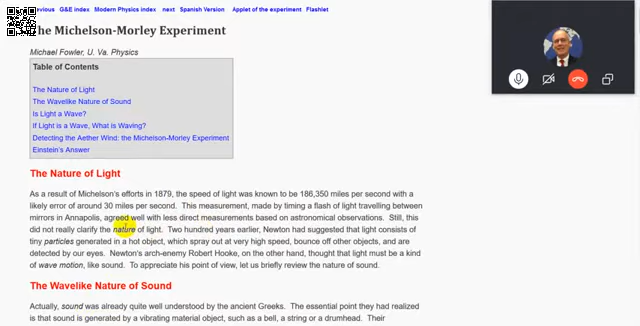 evious G&E index Modern Physics index next Spanish Version Applet of the experiment Flashlet
he Michelson-Morley Experiment
Michael Fowler, U. Va. Physics
Table of Contents
The Nature of Light
The Wavelike Nature of Sound
Is Light a Wave?
If Light is a Wave, What is Waving?
Detecting the Aether Wind: the Michelson-Morley Experiment
Einstein's Answer
The Nature of Light
As a result of Michelson's efforts in 1879, the speed of light was known to be 186,350 miles per second with a
likely error of around 30 miles per second. This measurement, made by timing a flash of light travelling between
mirrors in Annapolis, agreed well with less direct measurements based on astronomical observations. Still, this
did not really clarify the nature of light. Two hundred years earlier, Newton had suggested that light consists of
tiny particles generated in a hot object, which spray out at very high speed, bounce off other objects, and are
detected by our eyes. Newton's arch-enemy Robert Hooke, on the other hand, thought that light must be a kind
of wave motion, like sound. To appreciate his point of view, let us briefly review the nature of sound.
The Wavelike Nature of Sound
Actually, sound was already quite well understood by the ancient Greeks. The essential point they had realized
is that sound is generated by a vibrating material object, such as a bell, a string or a drumhead. Their